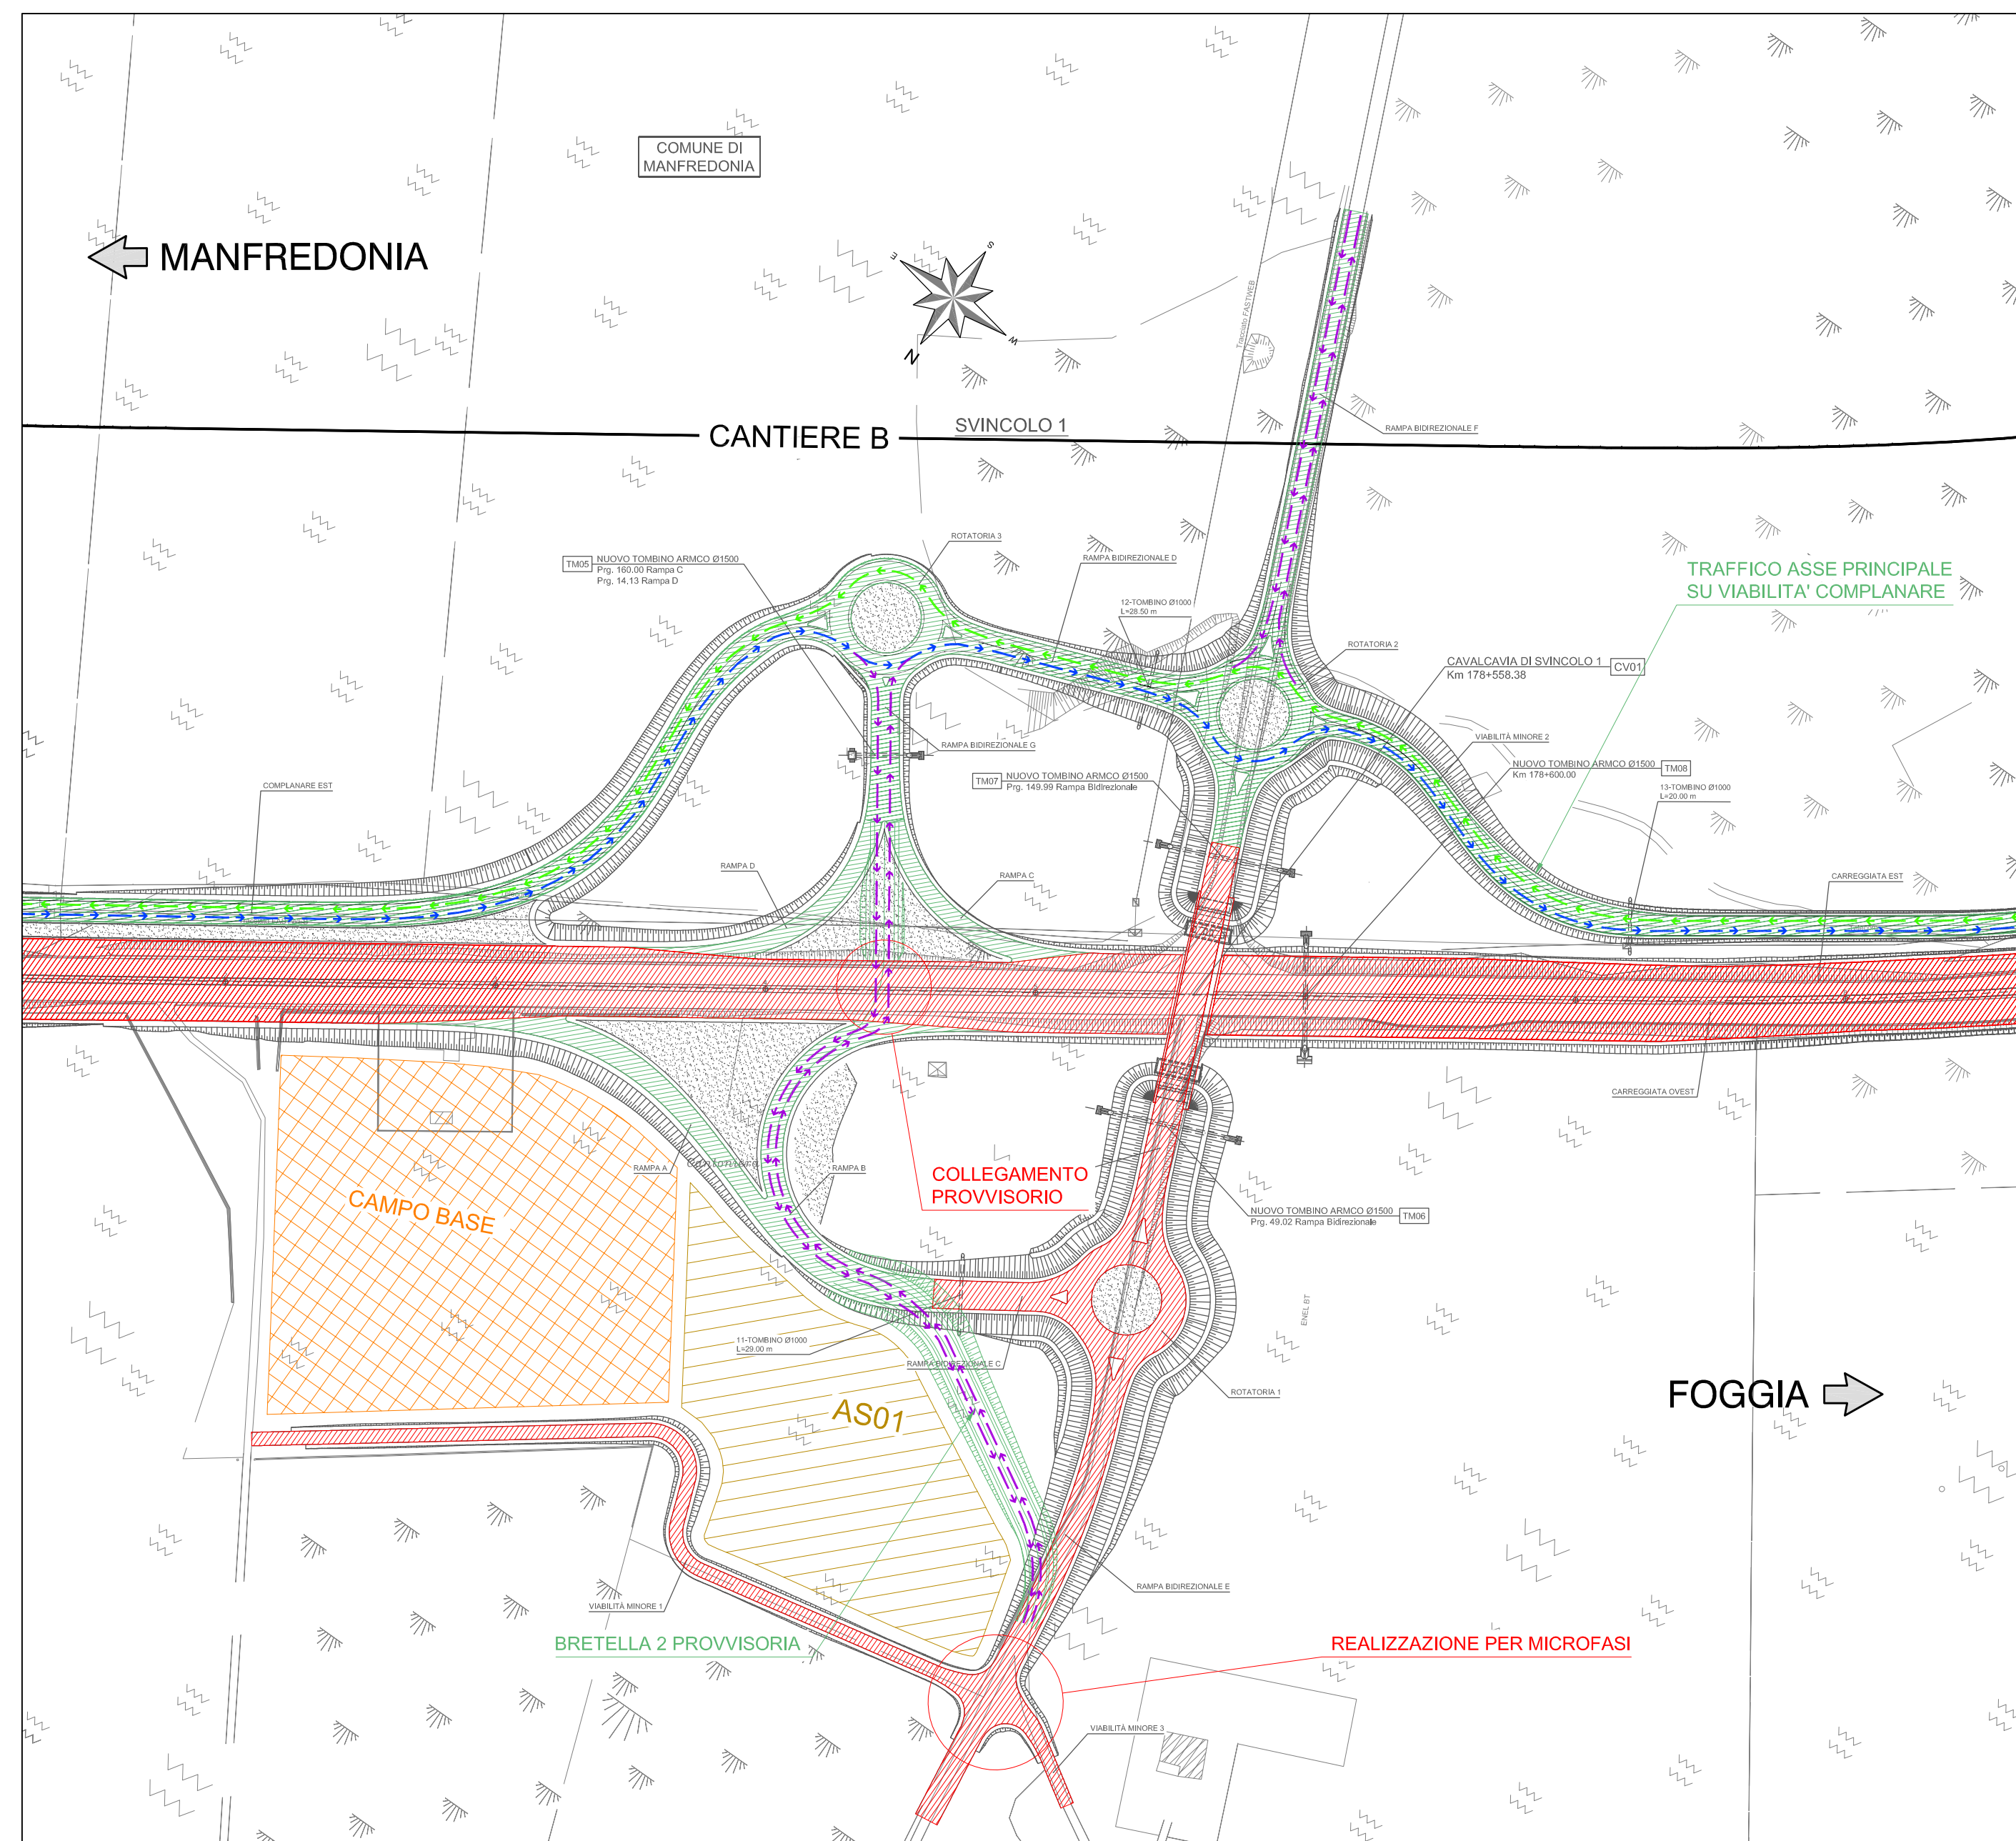 COMUNE DI
MANFREDONIA
MANFREDONIA
S
E
W
N
Tracciato FASTWEB
CANTIERE B
SVINCOLO 1
RAMPA BIDIREZIONALE F
ROTATORIA 3
TM05
NUOVO TOMBINO ARMCO Ø1500
Prg. 160.00 Rampa C
Prg. 14.13 Rampa D
RAMPA BIDIREZIONALE D
TRAFFICO ASSE PRINCIPALE
SU VIABILITA' COMPLANARE
12-TOMBINO Ø1000
L=28.50 m
ROTATORIA 2
CAVALCAVIA DI SVINCOLO 1
CV01
Km 178+558.38
RAMPA BIDIREZIONALE G
VIABILITÀ MINORE 2
NUOVO TOMBINO ARMCO Ø1500
TM08
Km 178+600.00
TM07
NUOVO TOMBINO ARMCO Ø1500
Prg. 149.99 Rampa Bidirezionale
COMPLANARE EST
13-TOMBINO Ø1000
L=20.00 m
RAMPA D
RAMPA C
CARREGGIATA EST
CARREGGIATA OVEST
RAMPA A
Cantoniera
RAMPA B
COLLEGAMENTO
PROVVISORIO
CAMPO BASE
NUOVO TOMBINO ARMCO Ø1500
TM06
Prg. 49.02 Rampa Bidirezionale
ENEL BT
11-TOMBINO Ø1000
L=29.00 m
RAMPA BIDIREZIONALE C
ROTATORIA 1
FOGGIA
AS01
RAMPA BIDIREZIONALE E
VIABILITÀ MINORE 1
BRETELLA 2 PROVVISORIA
REALIZZAZIONE PER MICROFASI
VIABILITÀ MINORE 3